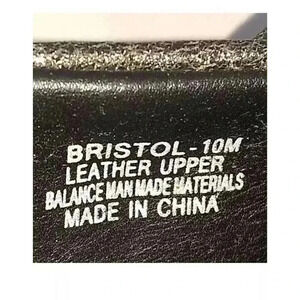 BRISTOL - 10M
LEATHER UPPER
BALANCE MAN MADE MATERIALS
MADE IN CHINA